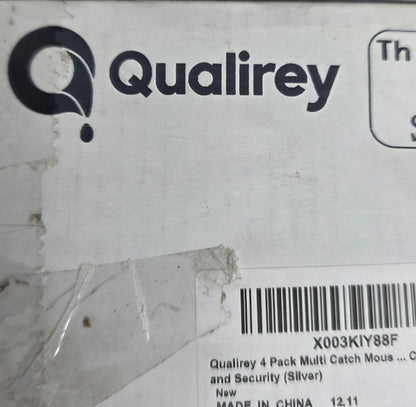 Qualirey
Th
X003KIY88F
Qualirey 4 Pack Multi Catch Mous ... C
and Security (Silver)
New
MADE IN CHINA 12.11